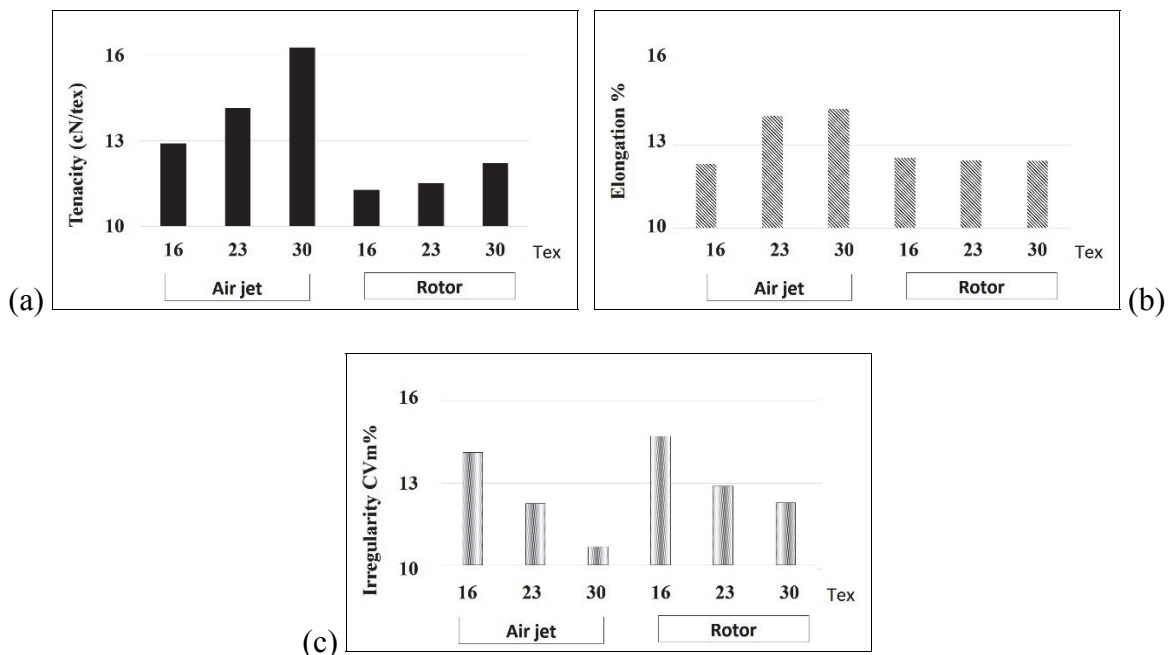 Tenacity (cN/tex)
16
13
10
16 23 30 16 23 30 Tex
Air jet Rotor
(a)
Elongation %
16
13
10
16 23 30 16 23 30 Tex
Air jet Rotor
(b)
Irregularity CVm%
16
13
10
16 23 30 16 23 30 Tex
Air jet Rotor
(c)